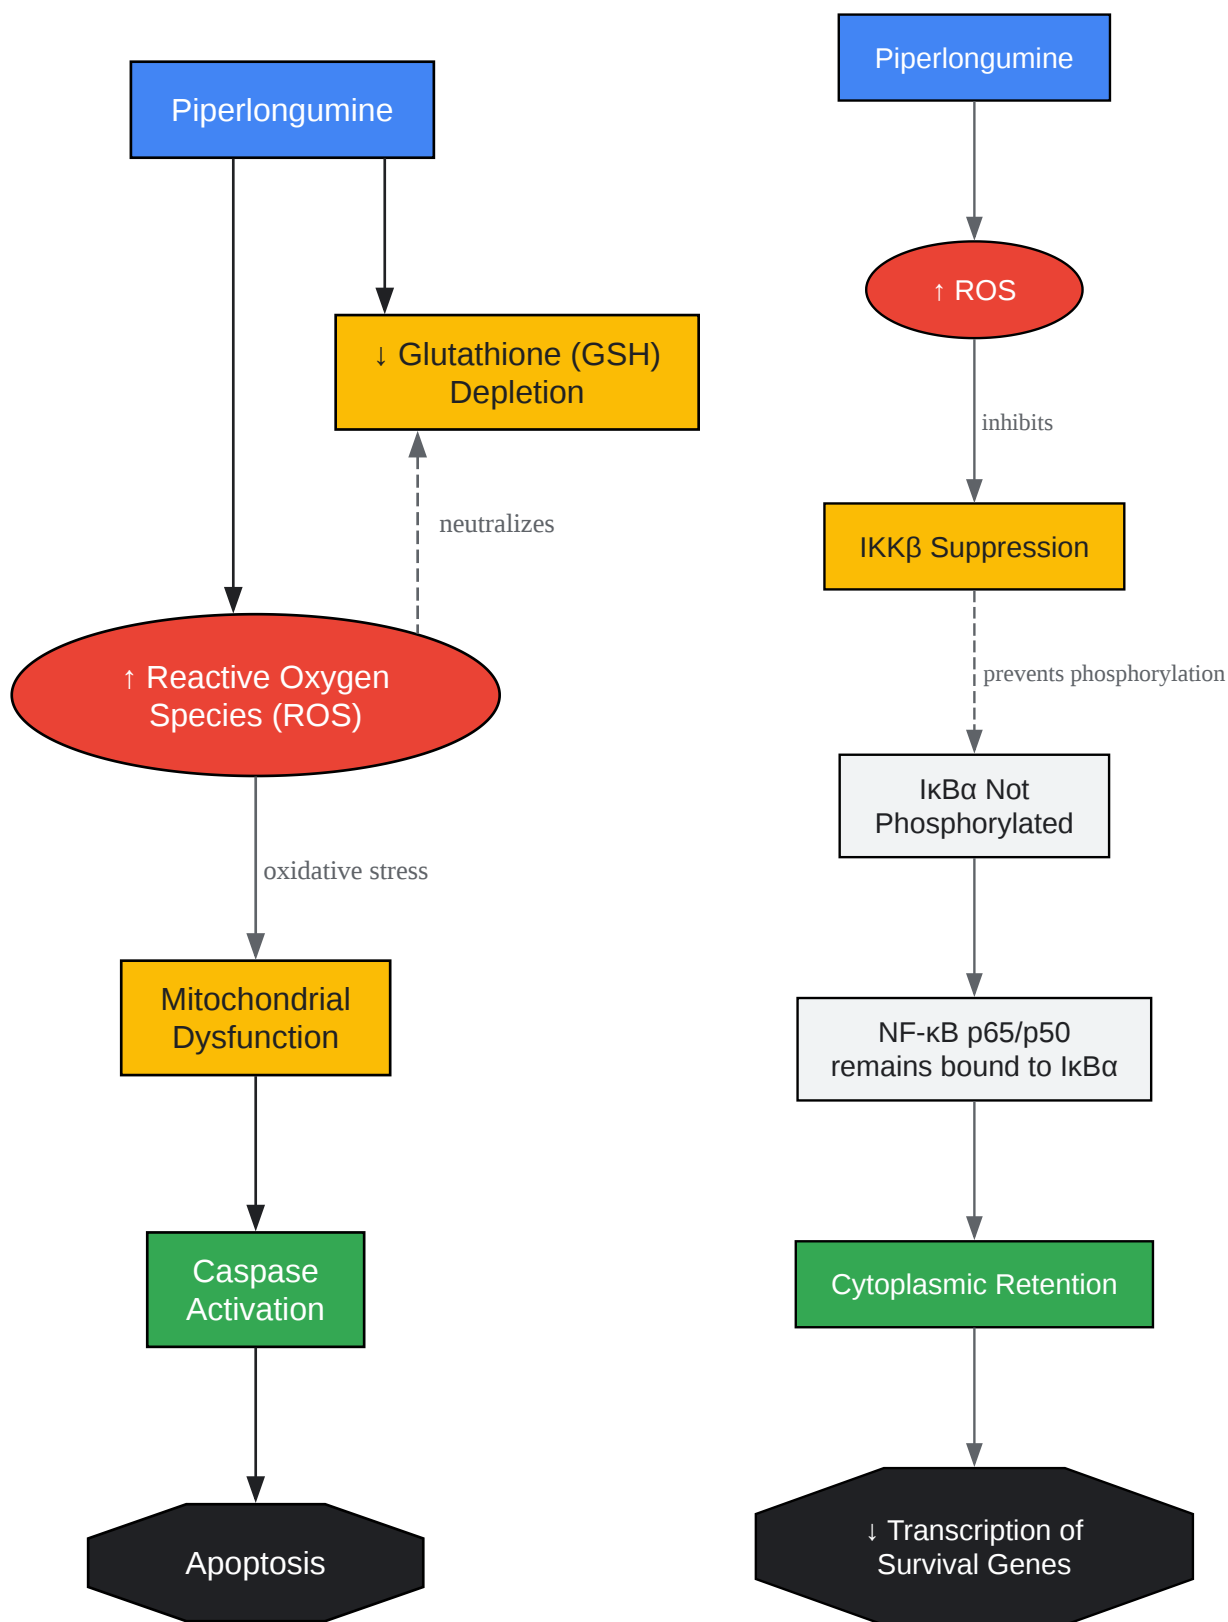 Piperlongumine
↓ Glutathione (GSH)
Depletion
neutralizes
↑ Reactive Oxygen
Species (ROS)
oxidative stress
Mitochondrial
Dysfunction
Caspase
Activation
Apoptosis
Piperlongumine
↑ ROS
inhibits
IKKβ Suppression
prevents phosphorylation
IκBα Not
Phosphorylated
NF-κB p65/p50
remains bound to IκBα
Cytoplasmic Retention
↓ Transcription of
Survival Genes